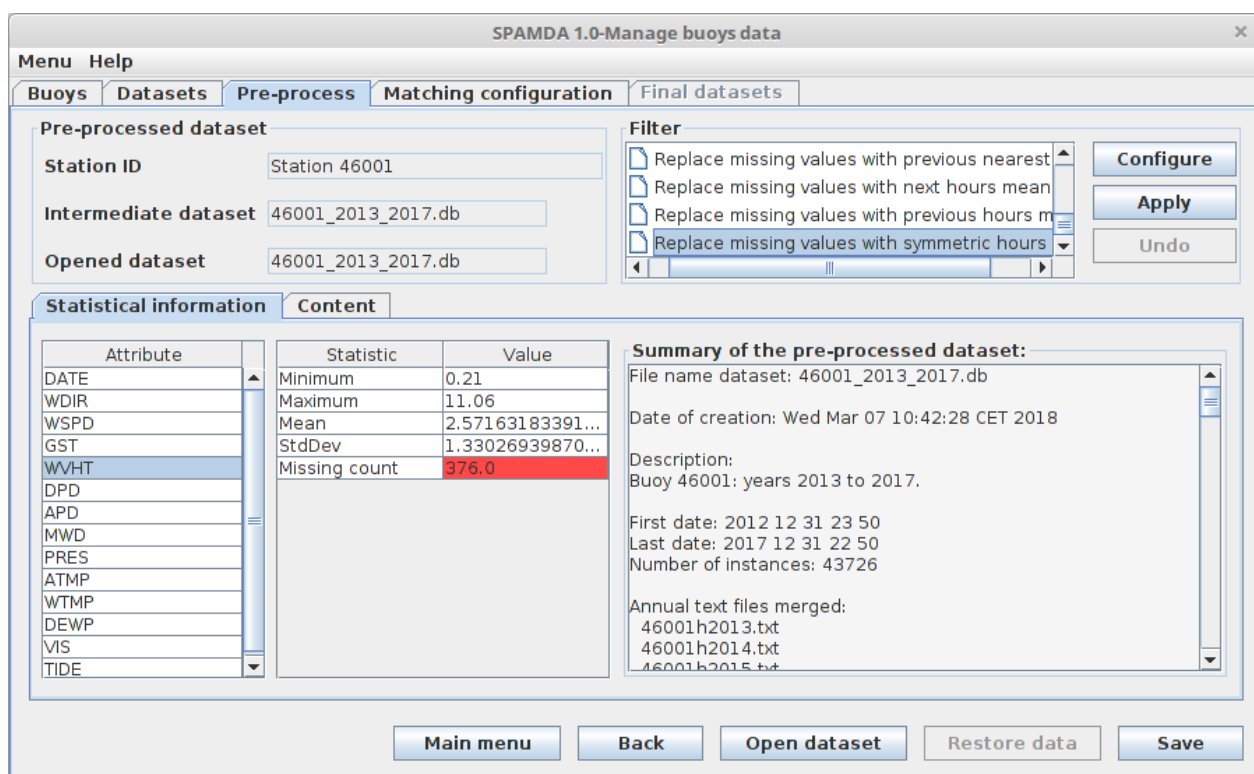 SPAMDA 1.0-Manage buoys data ×
Menu Help
Buoys Datasets Pre-process Matching configuration Final datasets
Pre-processed dataset
Station ID Station 46001
Intermediate dataset 46001_2013_2017.db
Opened dataset 46001_2013_2017.db
Filter
Replace missing values with previous nearest
Replace missing values with next hours mean
Replace missing values with previous hours m
Replace missing values with symmetric hours
Configure
Apply
Undo
Statistical information Content
Attribute
DATE
WDIR
WSPD
GST
WVHT
DPD
APD
MWD
PRES
ATMP
WTMP
DEWP
VIS
TIDE
Statistic Value
Minimum 0.21
Maximum 11.06
Mean 2.57163183391...
StdDev 1.33026939870...
Missing count 376.0
Summary of the pre-processed dataset:
File name dataset: 46001_2013_2017.db
Date of creation: Wed Mar 07 10:42:28 CET 2018
Description:
Buoy 46001: years 2013 to 2017.
First date: 2012 12 31 23 50
Last date: 2017 12 31 22 50
Number of instances: 43726
Annual text files merged:
46001h2013.txt
46001h2014.txt
46001h2015.txt
Main menu Back Open dataset Restore data Save